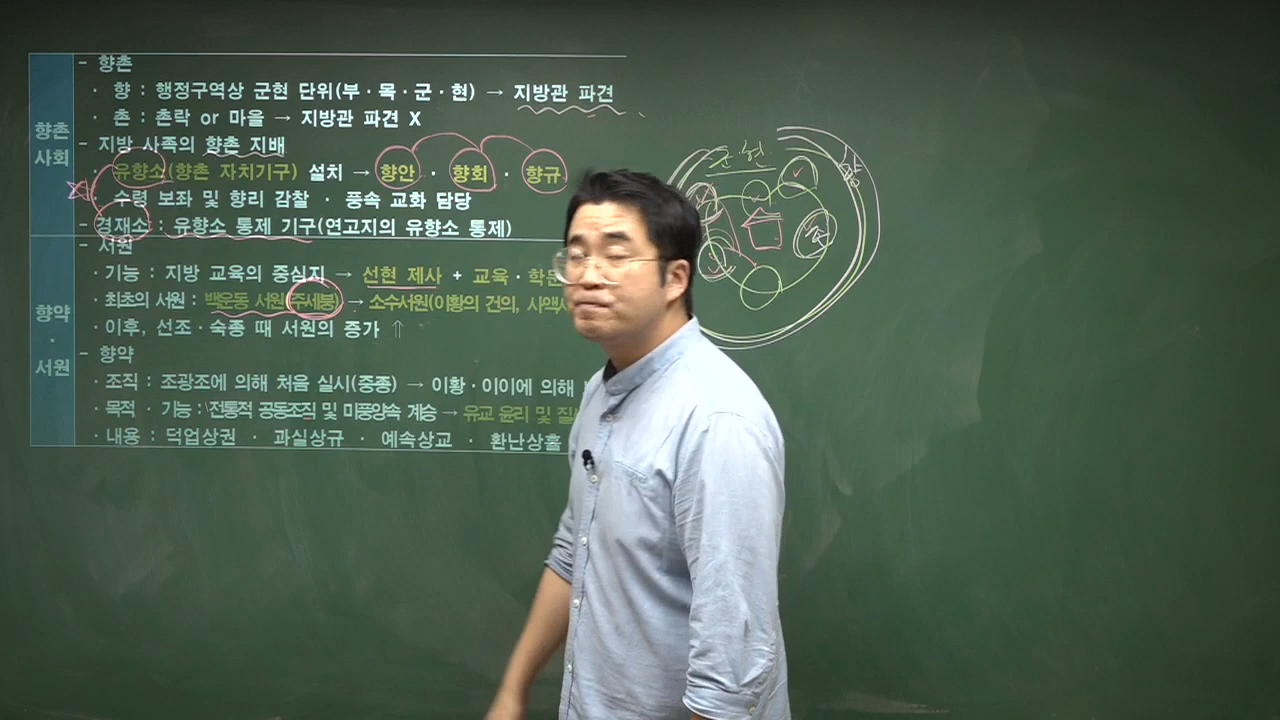 향촌
사회
- 향촌
· 향 : 행정구역상 군현 단위(부·목·군·현) → 지방관 파견
· 촌 : 촌락 or 마을 → 지방관 파견 X
- 지방 사족의 향촌 지배
· 유향소(향촌 자치기구) 설치 → 향안 · 향회 · 향규
· 수령 보좌 및 향리 감찰 · 풍속 교화 담당
- 경재소 : 유향소 통제 기구(연고지의 유향소 통제)
향약
·
서원
- 서원
· 기능 : 지방 교육의 중심지 → 선현 제사 + 교육 · 학문
· 최초의 서원 : 백운동 서원(주세붕) → 소수서원(이황의 건의, 사액서
· 이후, 선조·숙종 때 서원의 증가 ↑
- 향약
· 조직 : 조광조에 의해 처음 실시(중종) → 이황·이이에 의해
· 목적 · 기능 : 전통적 공동조직 및 미풍양속 계승 → 유교 윤리 및 질
· 내용 : 덕업상권 · 과실상규 · 예속상교 · 환난상휼
군현
촌